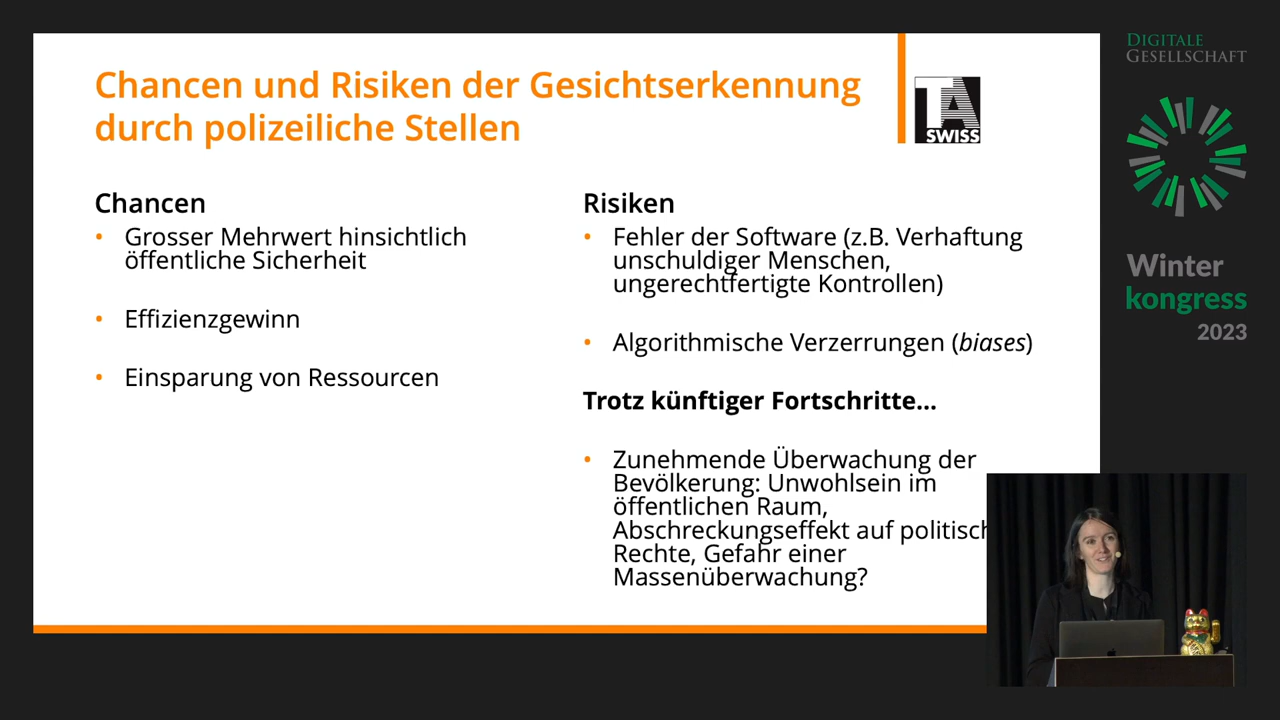 Chancen und Risiken der Gesichtserkennung
durch polizeiliche Stellen
TA
SWISS
Chancen
• Grosser Mehrwert hinsichtlich
öffentliche Sicherheit
• Effizienzgewinn
• Einsparung von Ressourcen
Risiken
• Fehler der Software (z.B. Verhaftung
unschuldiger Menschen,
ungerechtfertigte Kontrollen)
• Algorithmische Verzerrungen (biases)
Trotz künftiger Fortschritte...
• Zunehmende Überwachung der
Bevölkerung: Unwohlsein im
öffentlichen Raum,
Abschreckungseffekt auf politisch
Rechte, Gefahr einer
Massenüberwachung?
DIGITALE
GESELLSCHAFT
Winter
kongress
2023